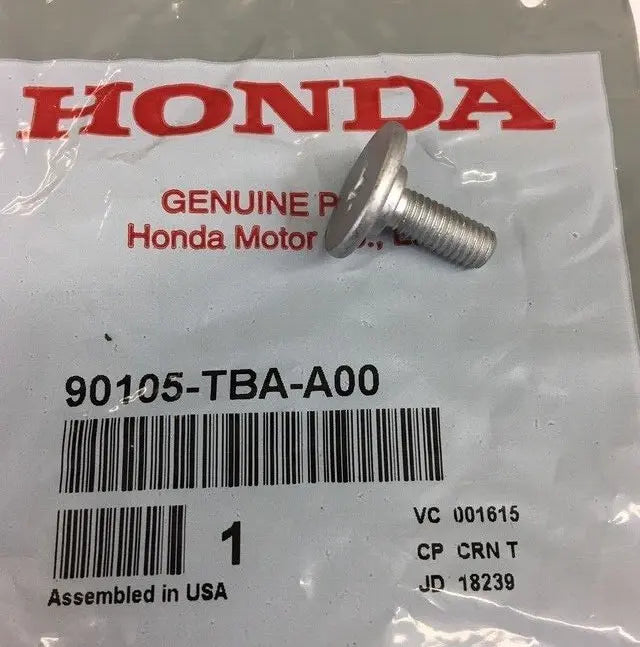 HONDA
GENUINE P
Honda Motor
90105-TBA-A00
1
VC 001615
CP CRN T
JD 18239
Assembled in USA